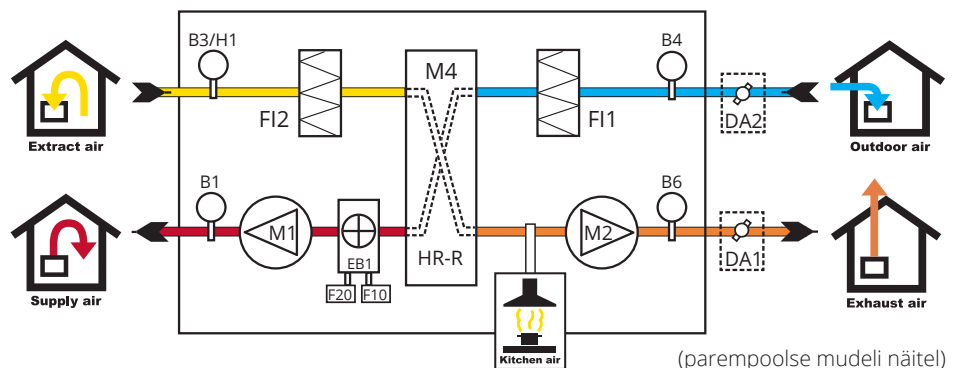 B3/H1
B4
M4
FI2
FI1
DA2
Extract air
Outdoor air
B1
B6
M1
M2
EB1
HR-R
DA1
F20
F10
Supply air
Exhaust air
Kitchen air
(parempoolse mudeli näitel)